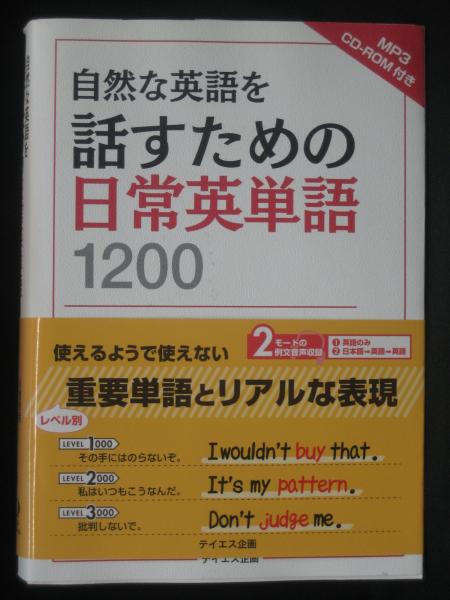 MP3
CD-ROM付き
自然な英語を
話すための
日常英単語
1200
使えるようで使えない
2モードの
例文音声収録
① 英語のみ
② 日本語→英語→英語
重要単語とリアルな表現
レベル別
LEVEL 1000
その手にはのらないぞ。
I wouldn't buy that.
LEVEL 2000
私はいつもこうなんだ。
It's my pattern.
LEVEL 3000
批判しないで。
Don't judge me.
テイエス企画
テイエス企画